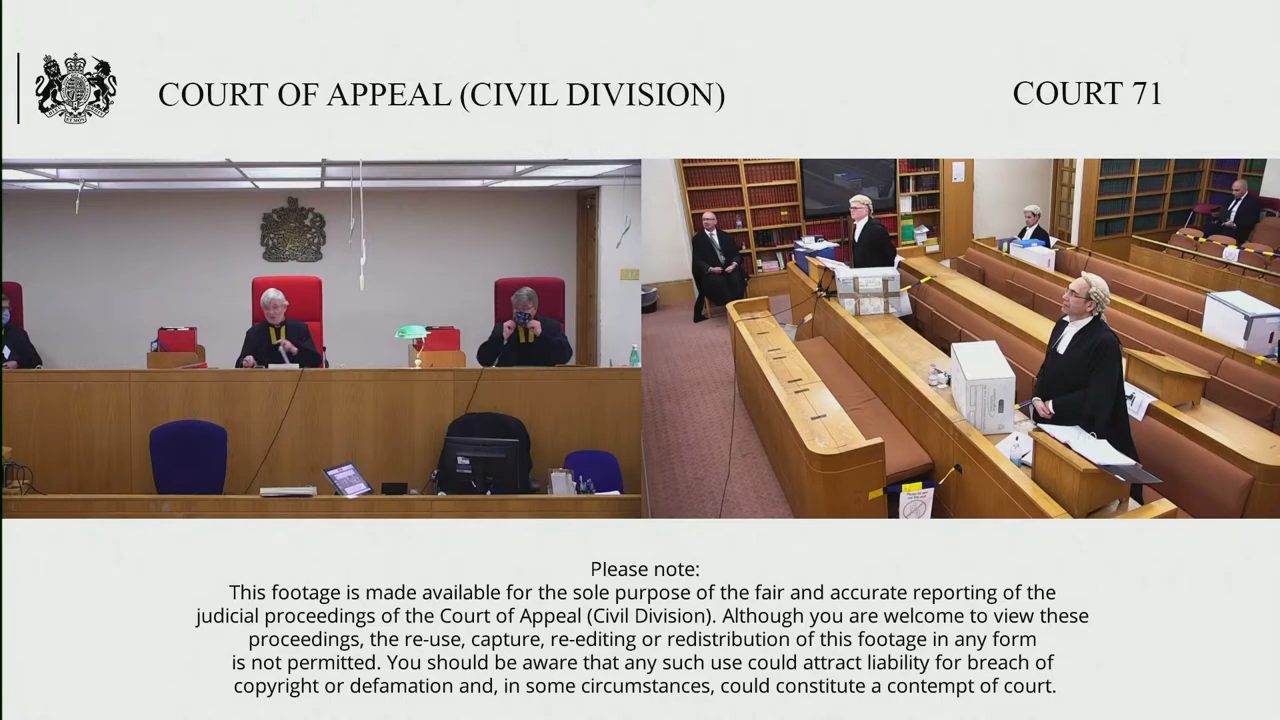 COURT OF APPEAL (CIVIL DIVISION)
COURT 71
Please note:
This footage is made available for the sole purpose of the fair and accurate reporting of the
judicial proceedings of the Court of Appeal (Civil Division). Although you are welcome to view these
proceedings, the re-use, capture, re-editing or redistribution of this footage in any form
is not permitted. You should be aware that any such use could attract liability for breach of
copyright or defamation and, in some circumstances, could constitute a contempt of court.